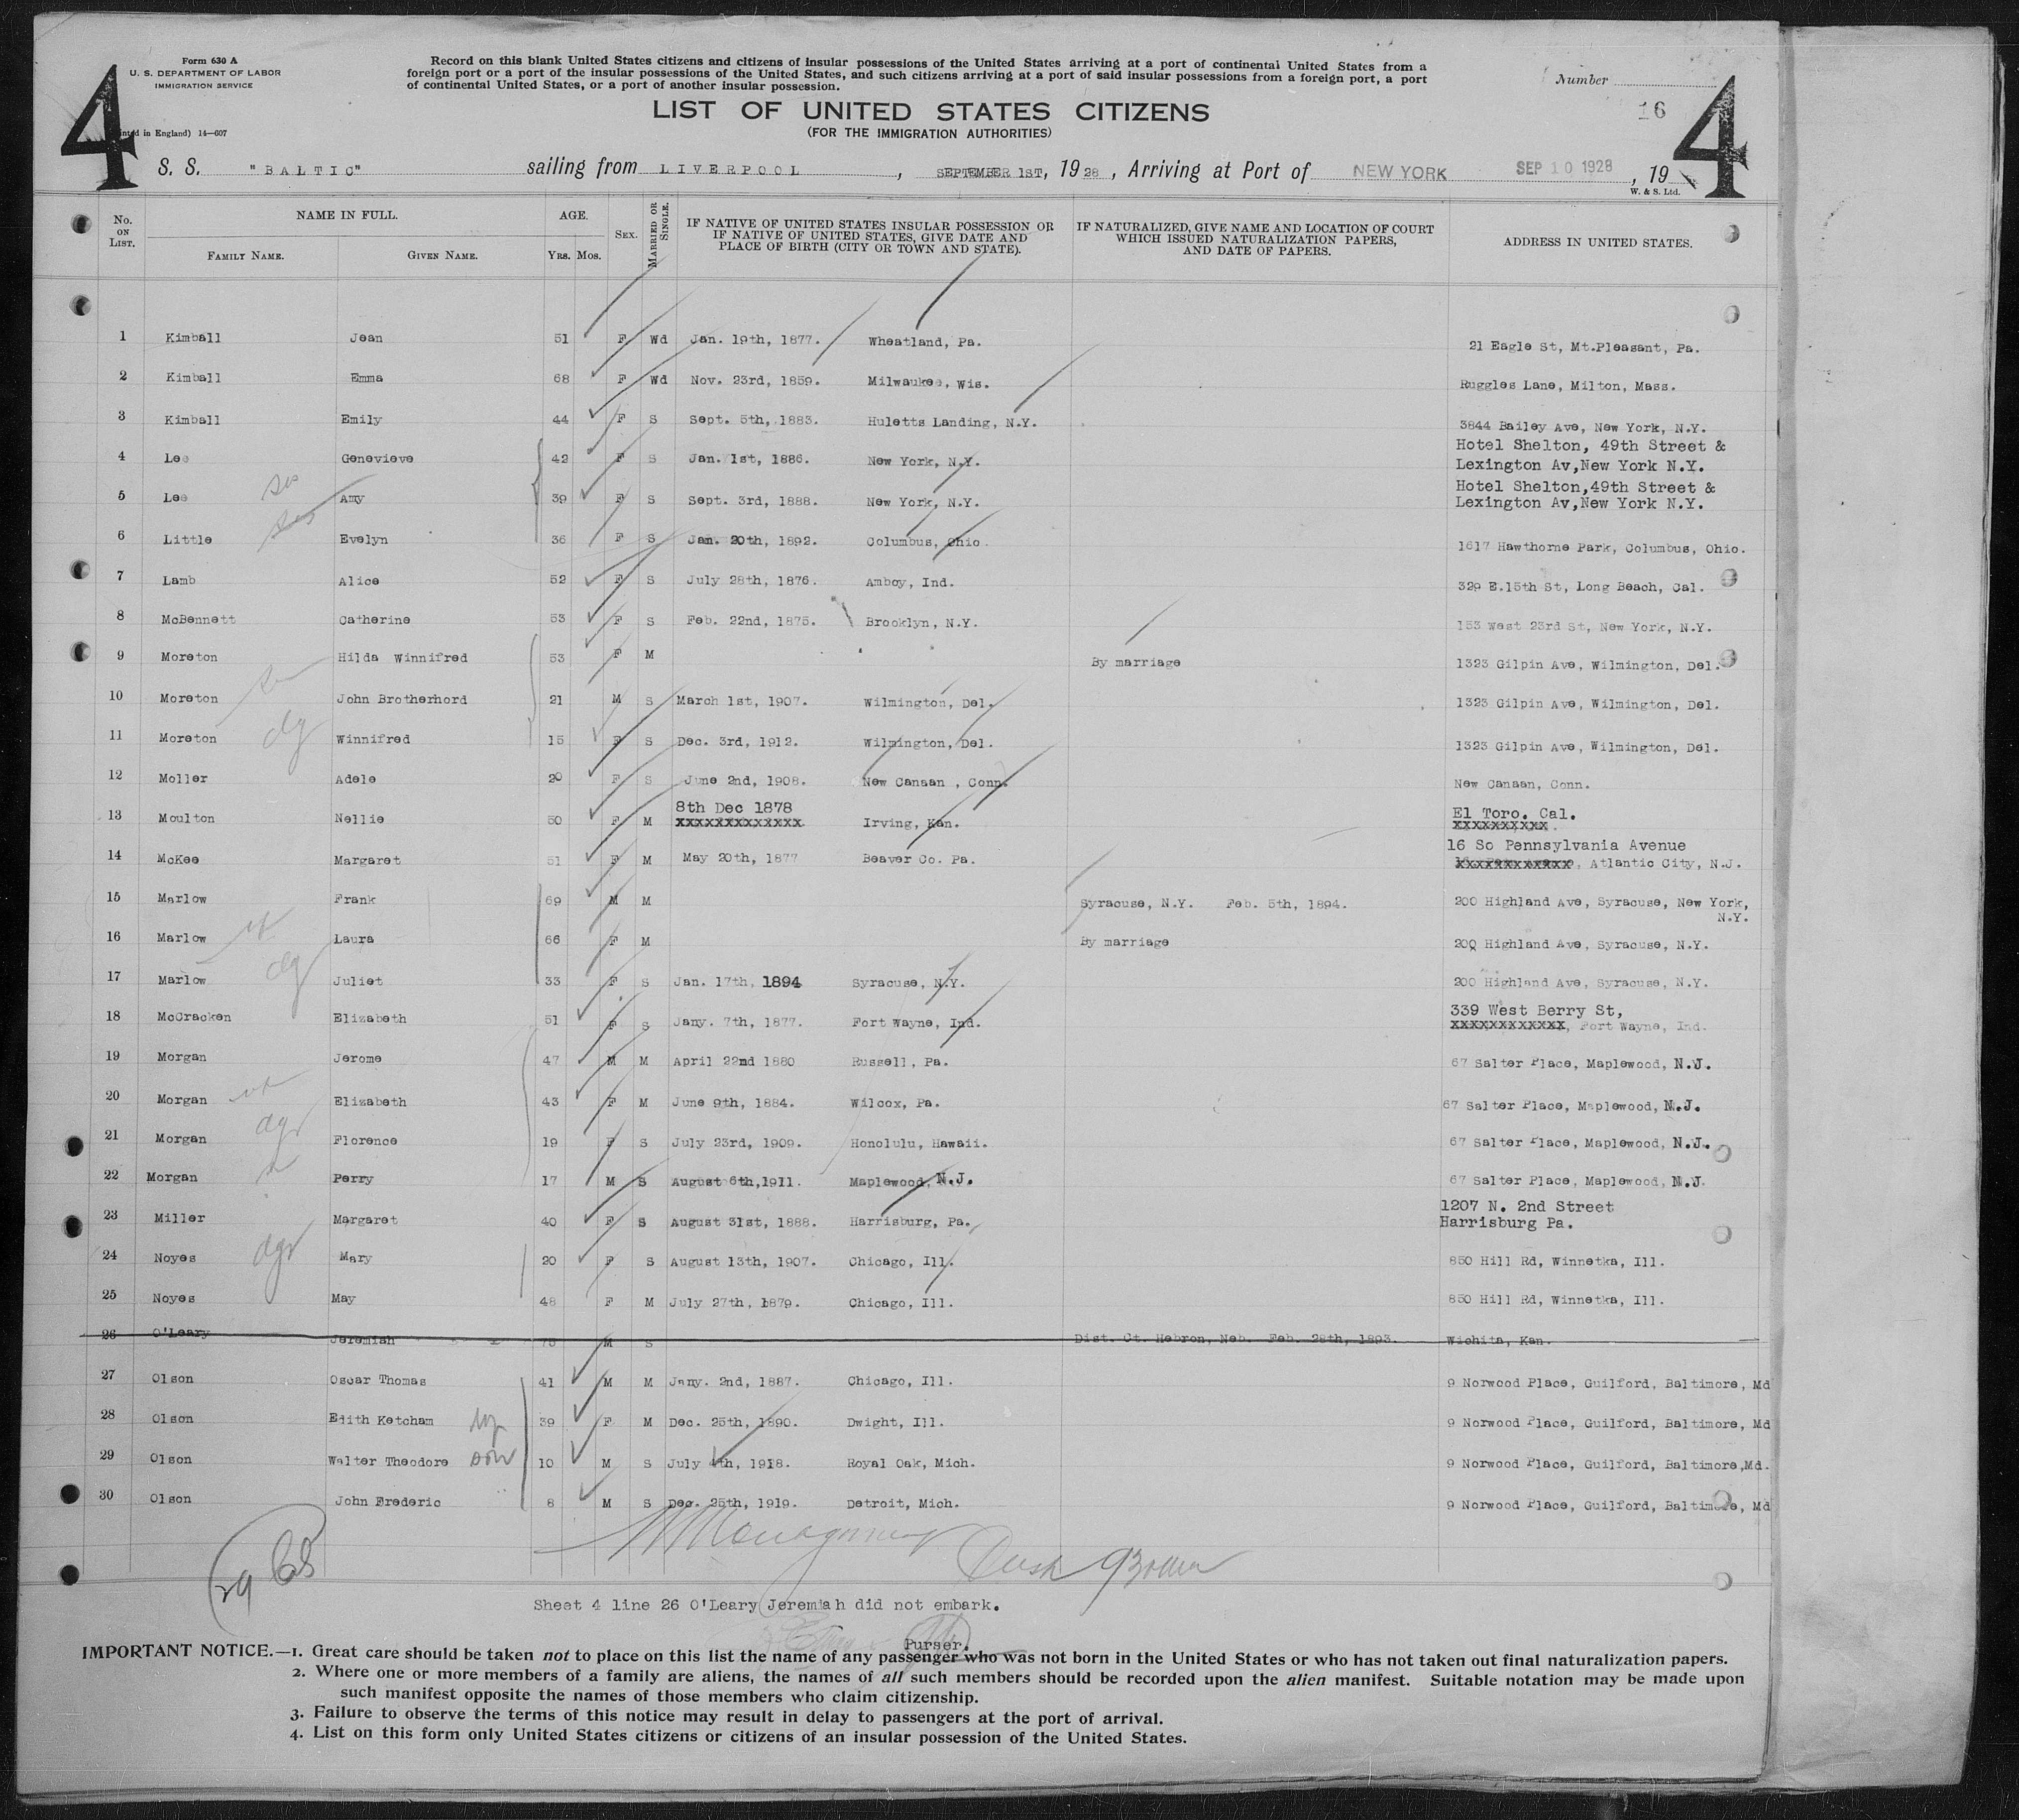 4
Form 630 A
U. S. DEPARTMENT OF LABOR
IMMIGRATION SERVICE
in England) 14—607
Record on this blank United States citizens and citizens of insular possessions of the United States arriving at a port of continental United States from a
foreign port or a port of the insular possessions of the United States, and such citizens arriving at a port of said insular possessions from a foreign port, a port
of continental United States, or a port of another insular possession.
Number
16
4
LIST OF UNITED STATES CITIZENS
(FOR THE IMMIGRATION AUTHORITIES)
S. S. "BALTIC" sailing from LIVERPOOL, SEPTEMBER 1ST, 1928, Arriving at Port of NEW YORK SEP 10 1928, 19
W. & S. Ltd.
No. ON LIST. NAME IN FULL. FAMILY NAME. GIVEN NAME. AGE. YRS. MOS. SEX. MARRIED OR SINGLE. IF NATIVE OF UNITED STATES INSULAR POSSESSION OR IF NATIVE OF UNITED STATES, GIVE DATE AND PLACE OF BIRTH (CITY OR TOWN AND STATE). IF NATURALIZED, GIVE NAME AND LOCATION OF COURT WHICH ISSUED NATURALIZATION PAPERS, AND DATE OF PAPERS. ADDRESS IN UNITED STATES.
1 Kimball Jean 51 F Wd Jan. 19th, 1877. Wheatland, Pa. 21 Eagle St, Mt.Pleasant, Pa.
2 Kimball Emma 68 F Wd Nov. 23rd, 1859. Milwaukee, Wis. Ruggles Lane, Milton, Mass.
3 Kimball Emily 44 F S Sept. 5th, 1883. Huletts Landing, N.Y. 3844 Bailey Ave, New York, N.Y.
4 Lee Genevieve 42 F S Jan. 1st, 1886. New York, N.Y. Hotel Shelton, 49th Street &
Lexington Av,New York N.Y.
5 Lee sis Amy 39 F S Sept. 3rd, 1888. New York, N.Y. Hotel Shelton,49th Street &
Lexington Av,New York N.Y.
6 Little sis Evelyn 36 F S Jan. 20th, 1892. Columbus, Ohio. 1617 Hawthorne Park, Columbus, Ohio.
7 Lamb Alice 52 F S July 28th, 1876. Amboy, Ind. 329 E.15th St, Long Beach, Cal.
8 McBennett Catherine 53 F S Feb. 22nd, 1875. Brooklyn, N.Y. 153 West 23rd St, New York, N.Y.
9 Moreton Hilda Winnifred 53 F M By marriage 1323 Gilpin Ave, Wilmington, Del.
10 Moreton John Brotherhord 21 M S March 1st, 1907. Wilmington, Del. 1323 Gilpin Ave, Wilmington, Del.
11 Moreton dg Winnifred 15 F S Dec. 3rd, 1912. Wilmington, Del. 1323 Gilpin Ave, Wilmington, Del.
12 Moller Adele 20 F S June 2nd, 1908. New Canaan , Conn. New Canaan, Conn.
13 Moulton Nellie 50 F M 8th Dec 1878 Irving, Kan. El Toro. Cal.
xxxxxxxxxxxxx xxxxxxxxxx.
14 McKee Margaret 51 F M May 20th, 1877 Beaver Co. Pa. 16 So Pennsylvania Avenue
xxxxxxxxxxxx, Atlantic City, N.J.
15 Marlow Frank 69 M M Syracuse, N.Y. Feb. 5th, 1894. 200 Highland Ave, Syracuse, New York,
N.Y.
16 Marlow wf Laura 66 F M By marriage 200 Highland Ave, Syracuse, N.Y.
17 Marlow dg Juliet 33 F S Jan. 17th, 1894 Syracuse, N.Y. 200 Highland Ave, Syracuse, N.Y.
18 McCracken Elizabeth 51 F S Jany. 7th, 1877. Fort Wayne, Ind. 339 West Berry St,
xxxxxxxxxxxx, Fort Wayne, Ind.
19 Morgan Jerome 47 M M April 22nd 1880 Russell, Pa. 67 Salter Place, Maplewood, N.J.
20 Morgan wf Elizabeth 43 F M June 9th, 1884. Wilcox, Pa. 67 Salter Place, Maplewood, N.J.
21 Morgan dgr Florence 19 F S July 23rd, 1909. Honolulu, Hawaii. 67 Salter Place, Maplewood, N.J.
22 Morgan Perry 17 M S August 6th,1911. Maplewood, N.J. 67 Salter Place, Maplewood, N.J.
23 Miller Margaret 40 F S August 31st, 1888. Harrisburg, Pa. 1207 N. 2nd Street
Harrisburg Pa.
24 Noyes dgr Mary 20 F S August 13th, 1907. Chicago, Ill. 850 Hill Rd, Winnetka, Ill.
25 Noyes May 48 F M July 27th, 1879. Chicago, Ill. 850 Hill Rd, Winnetka, Ill.
26 O'Leary Jeremiah 75 M S Dist. Ct. Hebron, Neb. Feb. 28th, 1893. Wichita, Kan.
27 Olson Oscar Thomas 41 M M Jany. 2nd, 1887. Chicago, Ill. 9 Norwood Place, Guilford, Baltimore, Md
28 Olson Edith Ketcham wf 39 F M Dec. 25th, 1890. Dwight, Ill. 9 Norwood Place, Guilford, Baltimore, Md
29 Olson Walter Theodore son 10 M S July 4th, 1918. Royal Oak, Mich. 9 Norwood Place, Guilford, Baltimore,Md.
30 Olson John Frederic 8 M S Dec. 25th, 1919. Detroit, Mich. 9 Norwood Place, Guilford, Baltimore, Md
29
Sheet 4 line 26 O'Leary Jeremiah did not embark.
Purser.
IMPORTANT NOTICE.—1. Great care should be taken not to place on this list the name of any passenger who was not born in the United States or who has not taken out final naturalization papers.
2. Where one or more members of a family are aliens, the names of all such members should be recorded upon the alien manifest. Suitable notation may be made upon
such manifest opposite the names of those members who claim citizenship.
3. Failure to observe the terms of this notice may result in delay to passengers at the port of arrival.
4. List on this form only United States citizens or citizens of an insular possession of the United States.